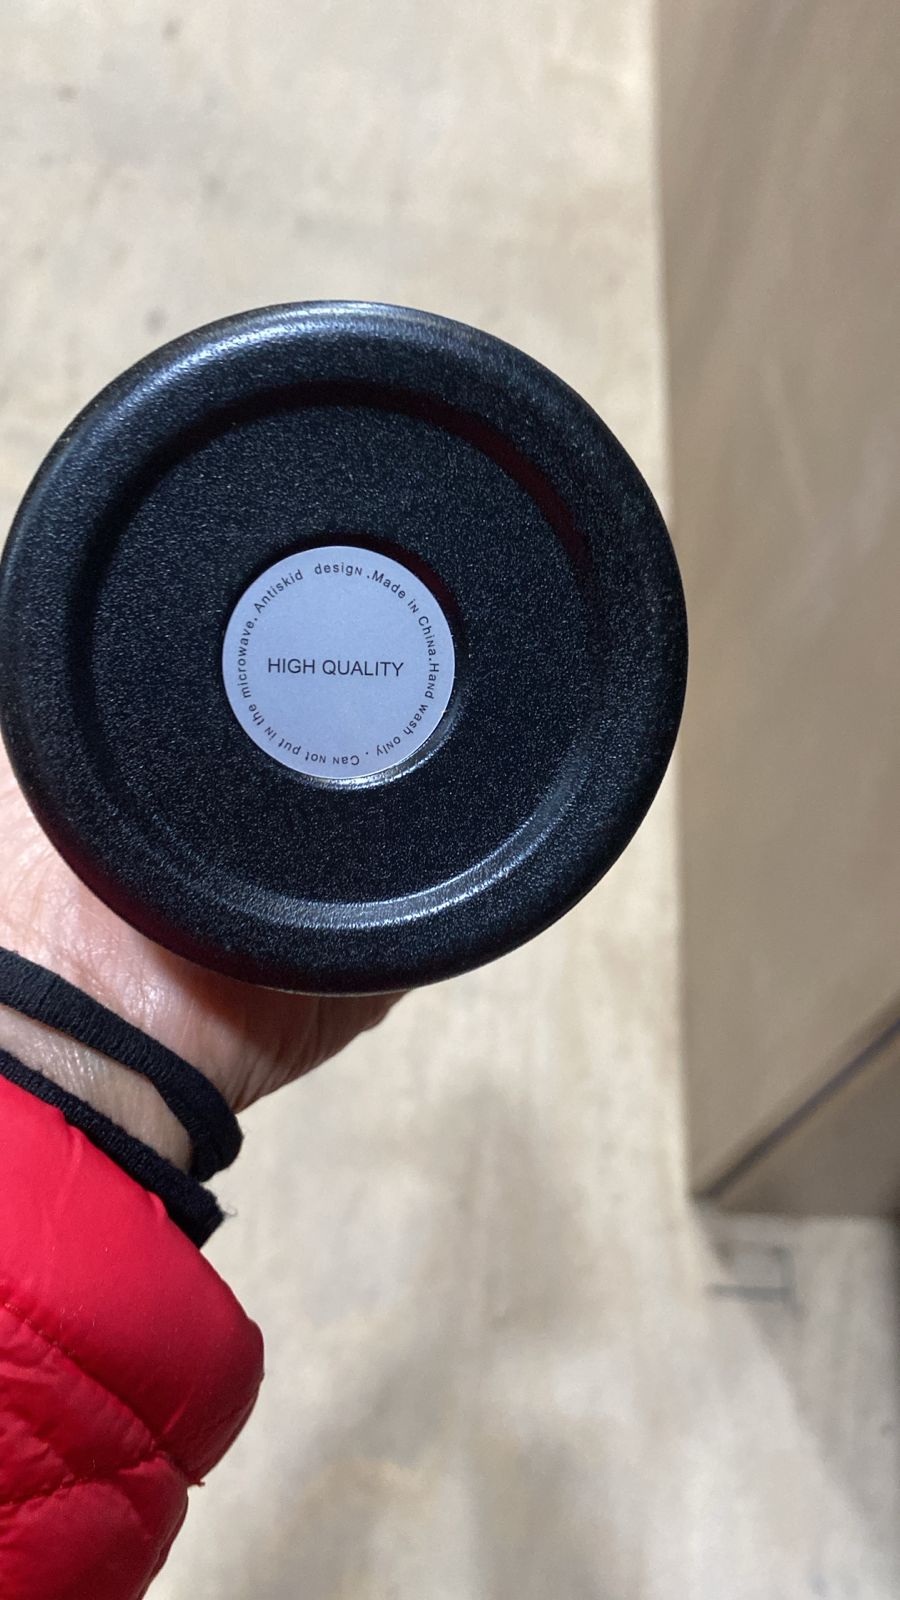 HIGH QUALITY
Antiskid design .Made iN ChiNa.HaNd wash only . CaN Not put iN the microwave.